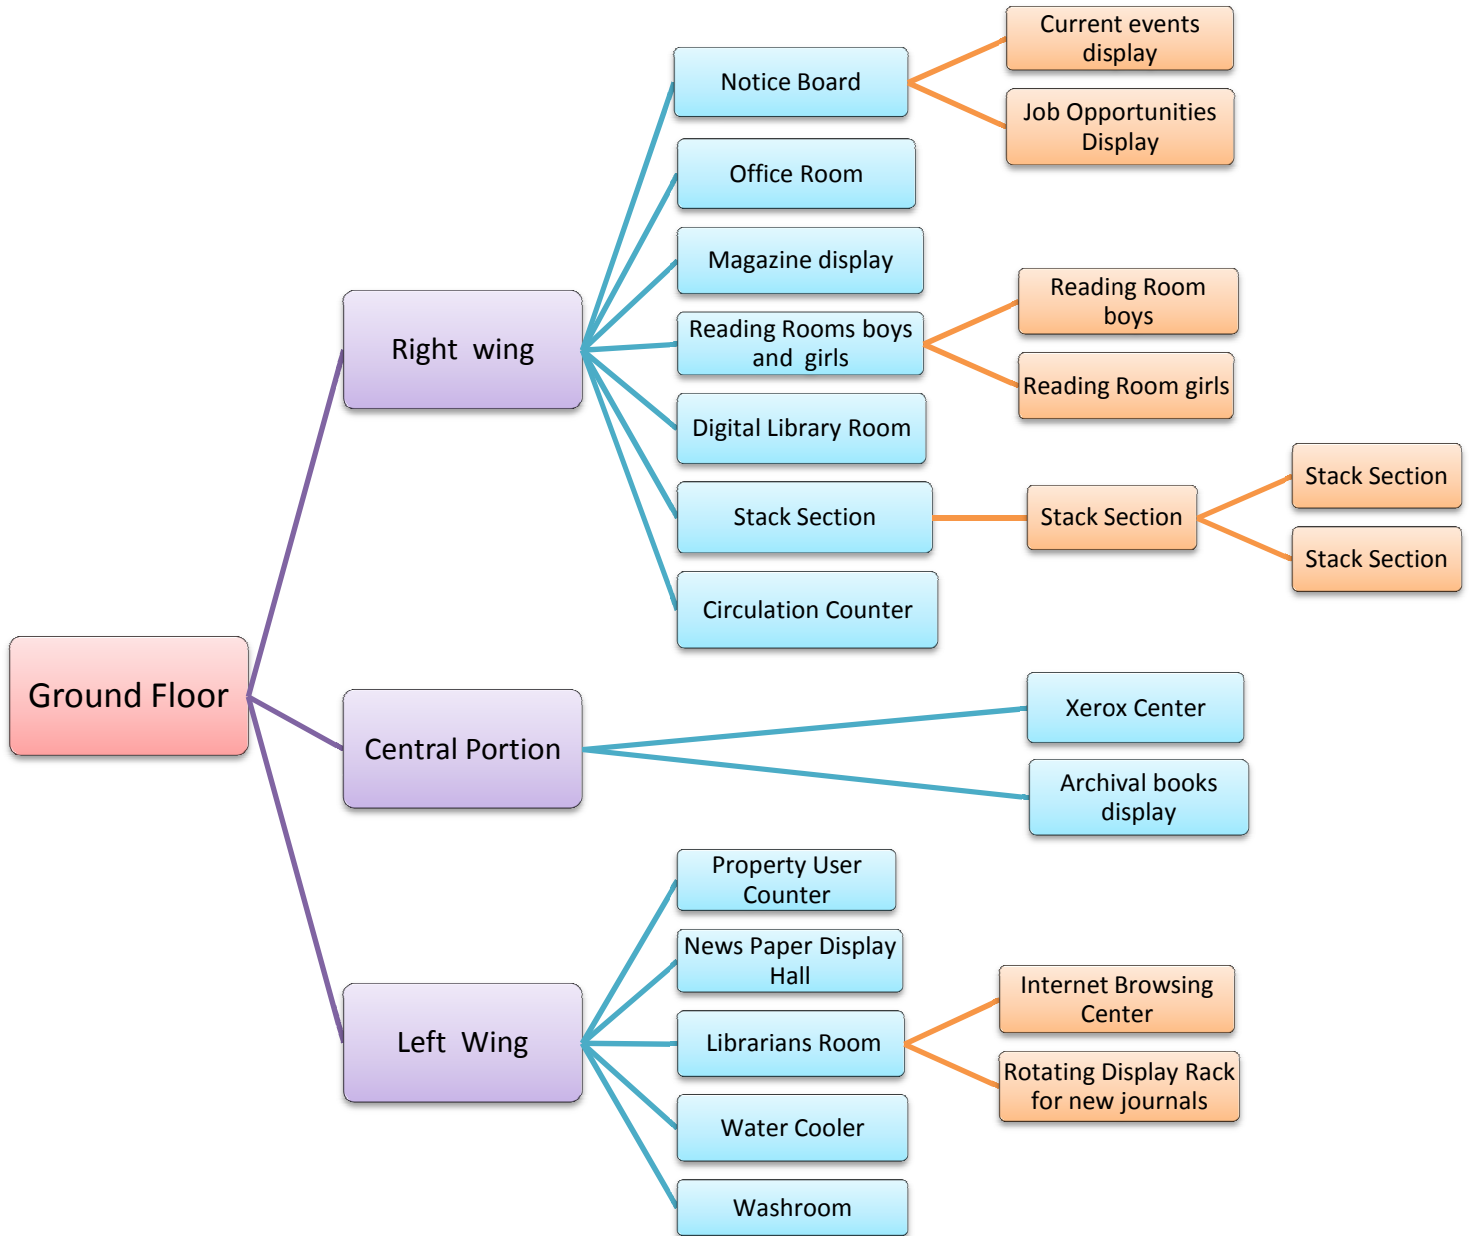 Current events
display
Notice Board
Job Opportunities
Display
Office Room
Magazine display
Reading Room
boys
Reading Rooms boys
and girls
Right wing
Reading Room girls
Digital Library Room
Stack Section
Stack Section
Stack Section
Stack Section
Circulation Counter
Ground Floor
Central Portion
Xerox Center
Archival books
display
Property User
Counter
News Paper Display
Hall
Internet Browsing
Center
Left Wing
Librarians Room
Rotating Display Rack
for new journals
Water Cooler
Washroom